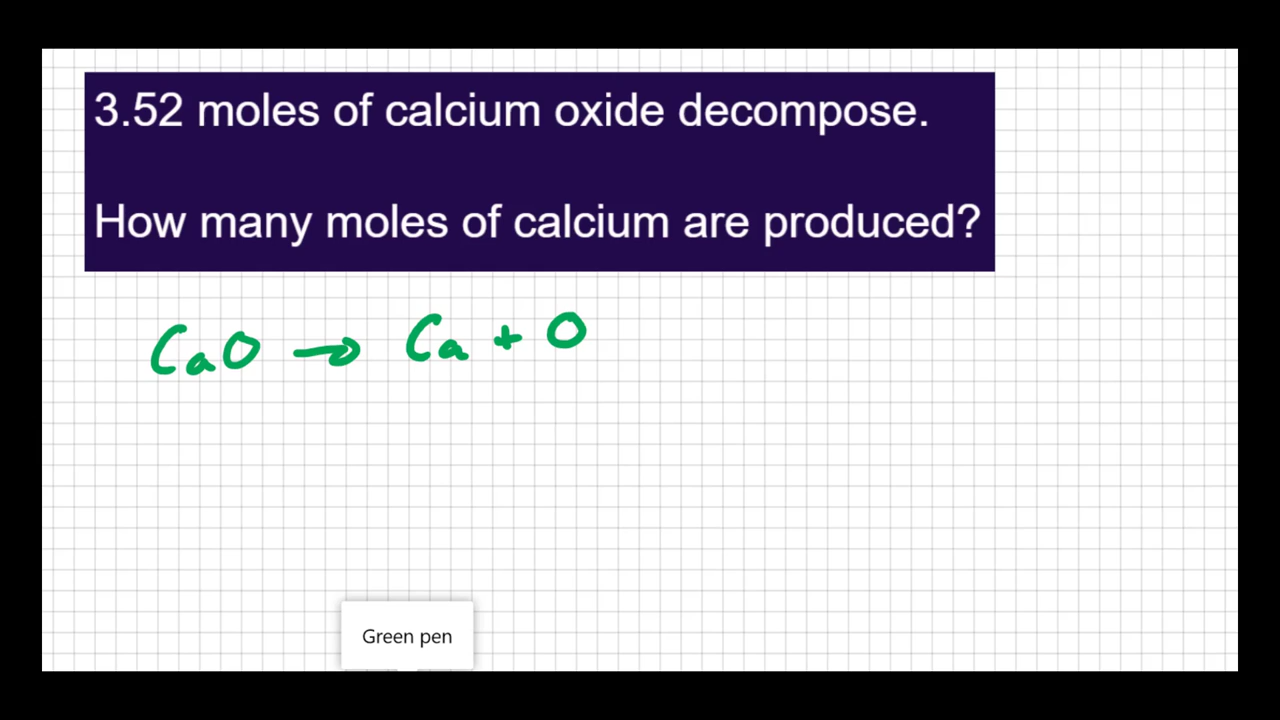 3.52 moles of calcium oxide decompose.
How many moles of calcium are produced?
CaO → Ca + O
Green pen